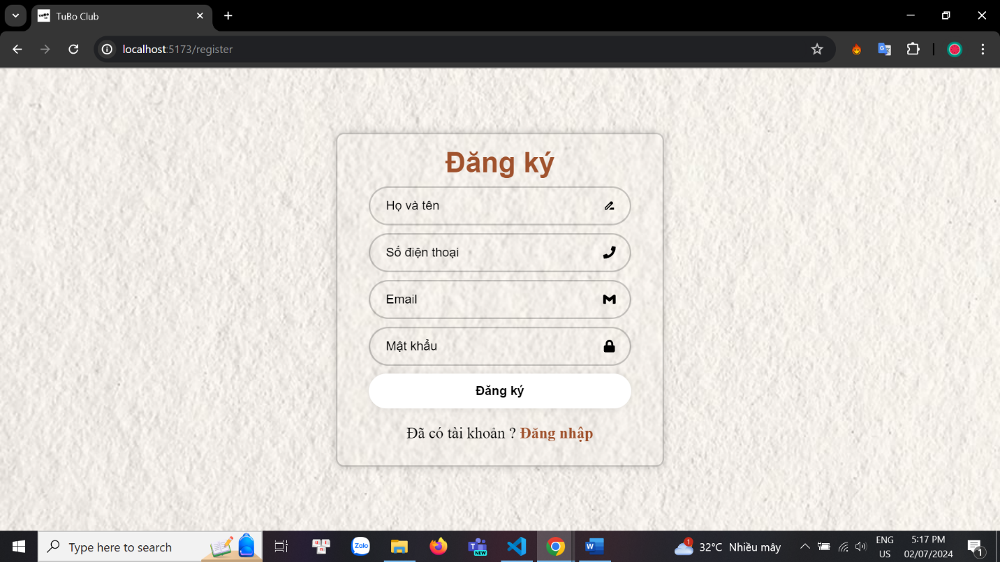 TuBo Club
localhost:5173/register
Đăng ký
Họ và tên
Số điện thoại
Email
Mật khẩu
Đăng ký
Đã có tài khoản ? Đăng nhập
Type here to search
Zalo
NEW
1
32°C Nhiều mây
ENG
US
5:17 PM
02/07/2024
1